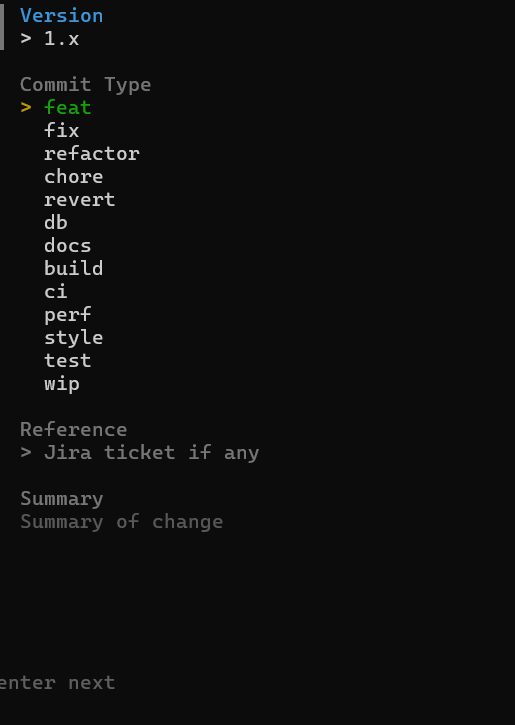 Version
> 1.x
Commit Type
> feat
fix
refactor
chore
revert
db
docs
build
ci
perf
style
test
wip
Reference
> Jira ticket if any
Summary
Summary of change
enter next